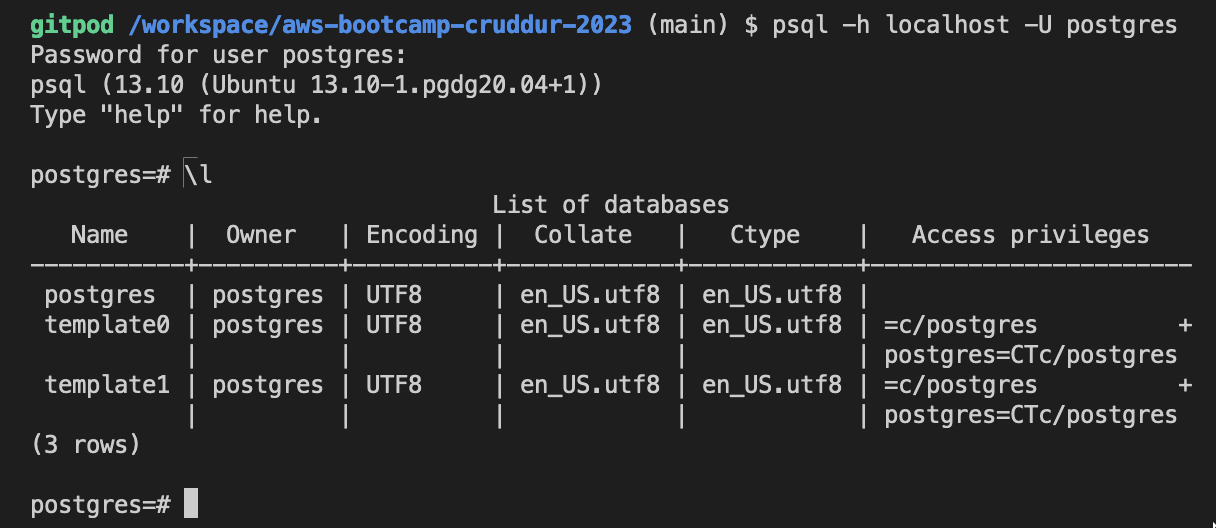 gitpod /workspace/aws-bootcamp-cruddur-2023 (main) $ psql -h localhost -U postgres
Password for user postgres:
psql (13.10 (Ubuntu 13.10-1.pgdg20.04+1))
Type "help" for help.

postgres=# \l
                                 List of databases
   Name    |  Owner   | Encoding |  Collate   |   Ctype    |   Access privileges
-----------+----------+----------+------------+------------+-----------------------
 postgres  | postgres | UTF8     | en_US.utf8 | en_US.utf8 |
 template0 | postgres | UTF8     | en_US.utf8 | en_US.utf8 | =c/postgres          +
           |          |          |            |            | postgres=CTc/postgres
 template1 | postgres | UTF8     | en_US.utf8 | en_US.utf8 | =c/postgres          +
           |          |          |            |            | postgres=CTc/postgres
(3 rows)

postgres=#